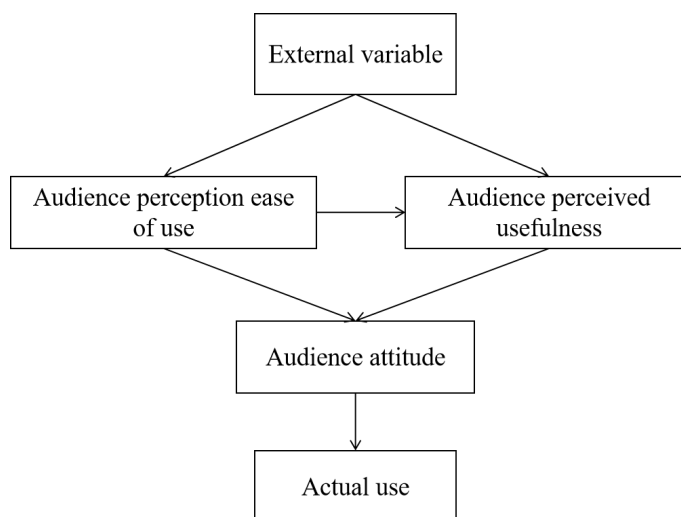 External variable
Audience perception ease
of use
Audience perceived
usefulness
Audience attitude
Actual use